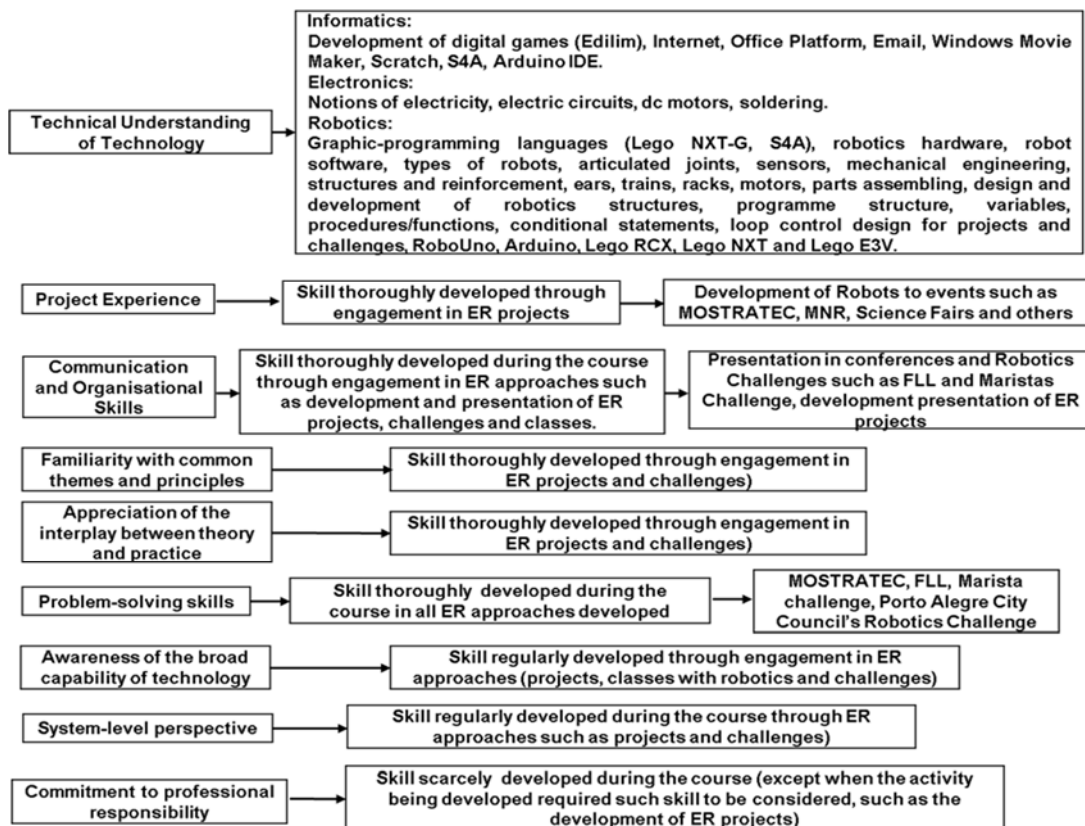 Informatics:
Development of digital games (Edilim), Internet, Office Platform, Email, Windows Movie
Maker, Scratch, S4A, Arduino IDE.
Electronics:
Notions of electricity, electric circuits, dc motors, soldering.
Robotics:
Graphic-programming languages (Lego NXT-G, S4A), robotics hardware, robot
software, types of robots, articulated joints, sensors, mechanical engineering,
structures and reinforcement, ears, trains, racks, motors, parts assembling, design and
development of robotics structures, programme structure, variables,
procedures/functions, conditional statements, loop control design for projects and
challenges, RoboUno, Arduino, Lego RCX, Lego NXT and Lego E3V.
Technical Understanding
of Technology
Project Experience
Skill thoroughly developed through
engagement in ER projects
Development of Robots to events such as
MOSTRATEC, MNR, Science Fairs and others
Communication
and Organisational
Skills
Skill thoroughly developed during the course
through engagement in ER approaches such
as development and presentation of ER
projects, challenges and classes.
Presentation in conferences and Robotics
Challenges such as FLL and Maristas
Challenge, development presentation of ER
projects
Familiarity with common
themes and principles
Skill thoroughly developed through engagement in
ER projects and challenges)
Appreciation of the
interplay between theory
and practice
Skill thoroughly developed through engagement in
ER projects and challenges)
Problem-solving skills
Skill thoroughly developed during the
course in all ER approaches developed
MOSTRATEC, FLL, Marista
challenge, Porto Alegre City
Council's Robotics Challenge
Awareness of the broad
capability of technology
Skill regularly developed through engagement in ER
approaches (projects, classes with robotics and challenges)
System-level perspective
Skill regularly developed during the course through ER
approaches such as projects and challenges)
Commitment to professional
responsibility
Skill scarcely developed during the course (except when the activity
being developed required such skill to be considered, such as the
development of ER projects)